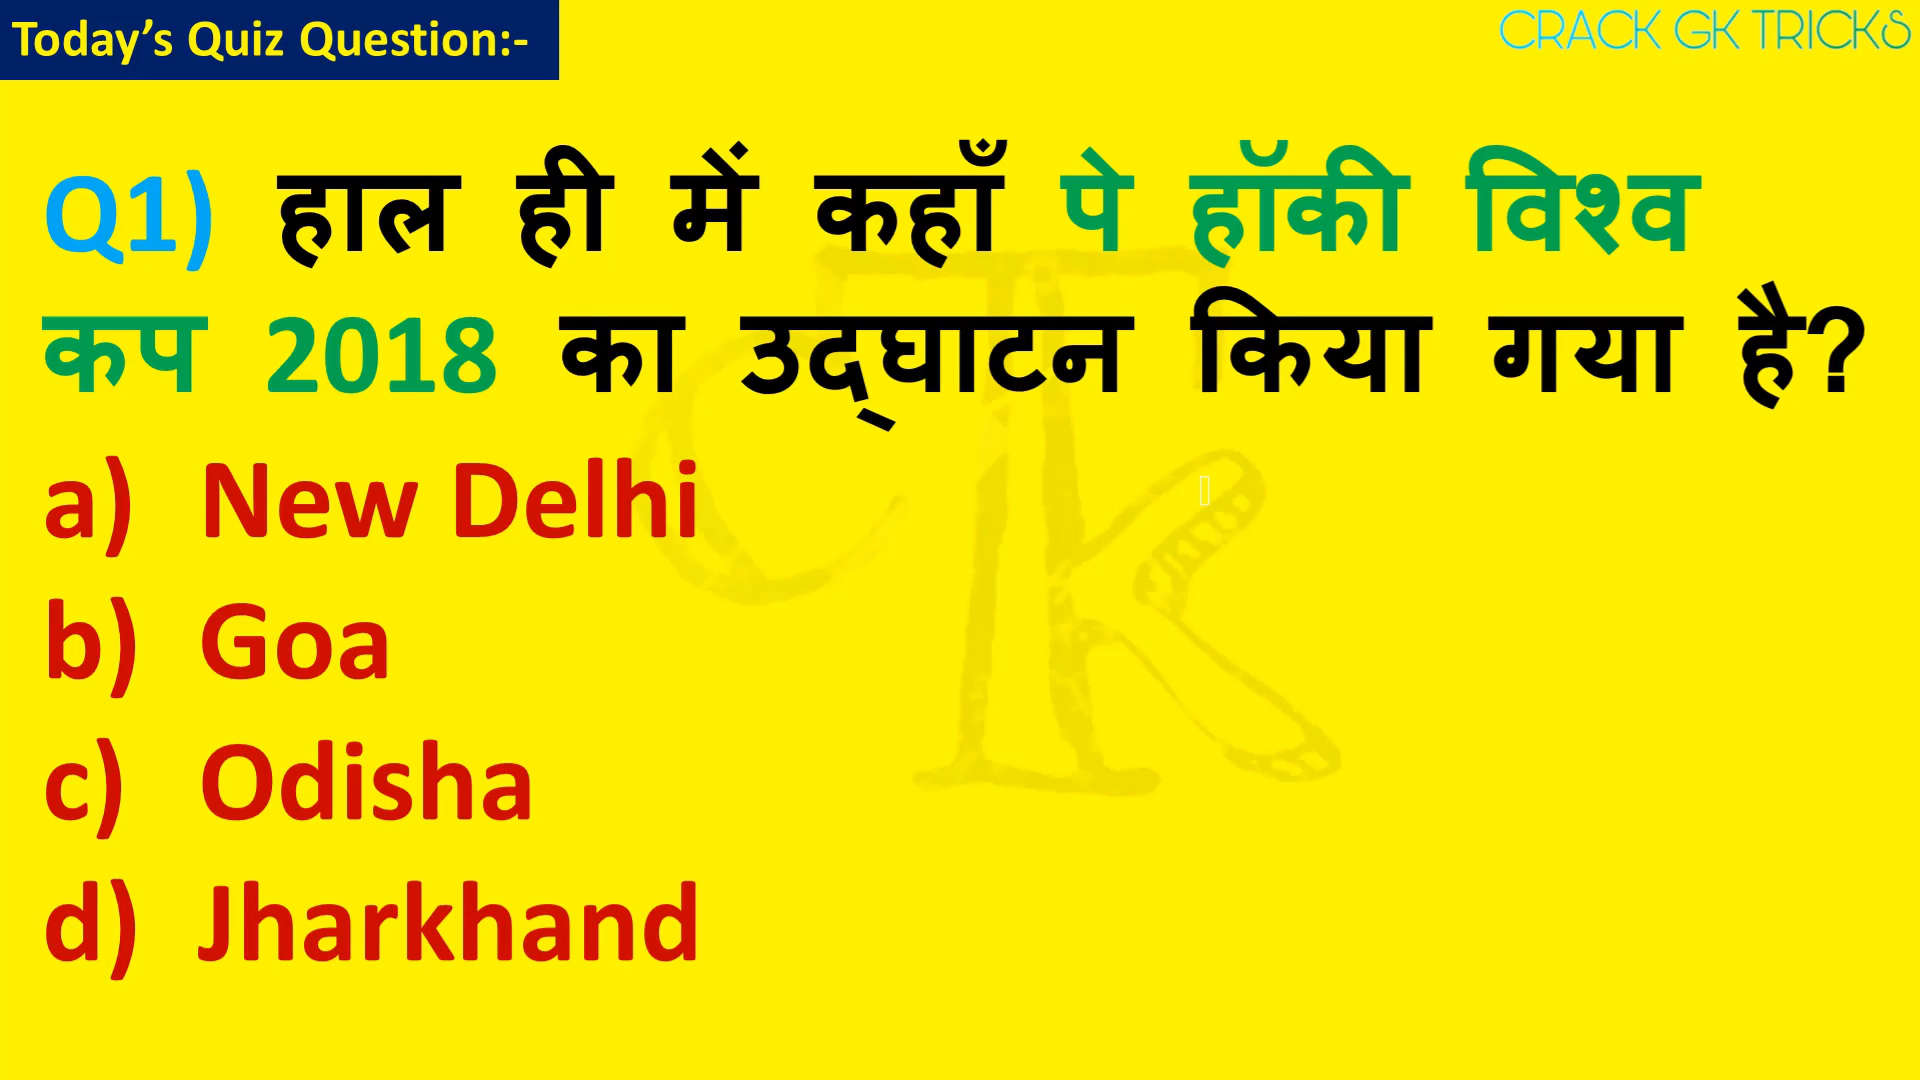 Today’s Quiz Question:-
CRACK GK TRICKS
Q1) हाल ही में कहाँ पे हॉकी विश्व
कप 2018 का उद्घाटन किया गया है?
a) New Delhi
b) Goa
c) Odisha
d) Jharkhand